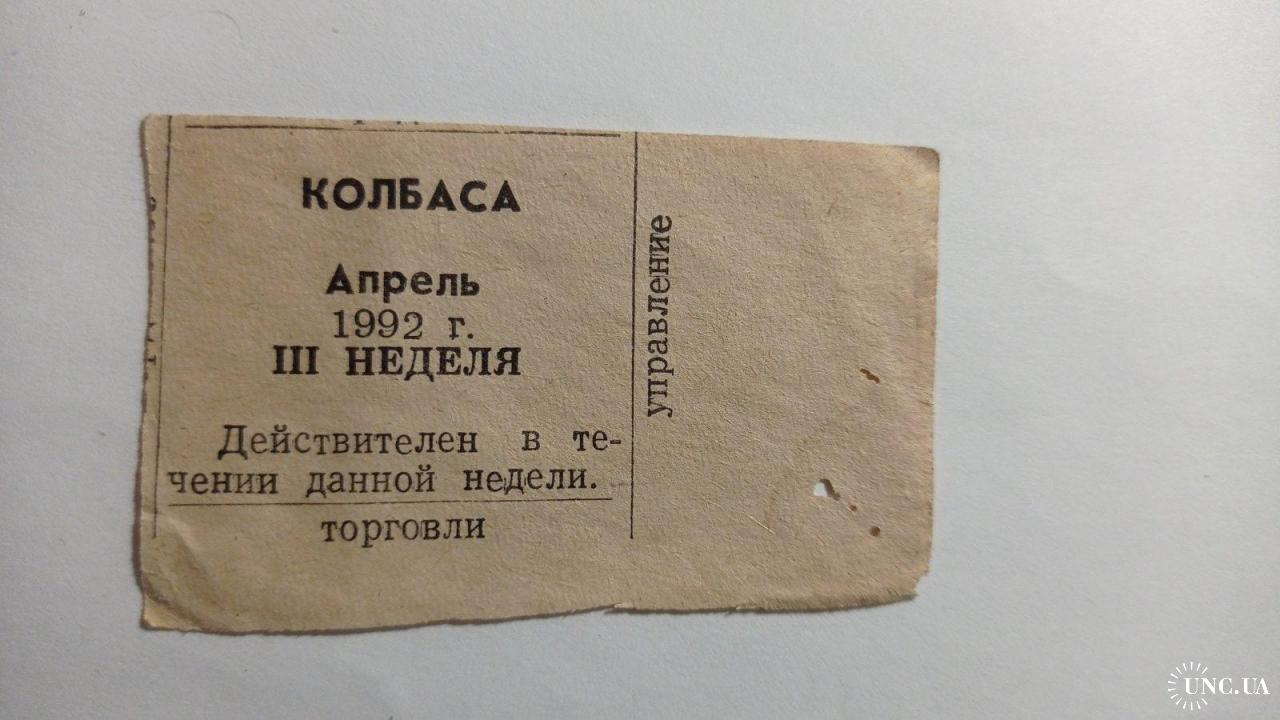 КОЛБАСА
Апрель
1992 г.
III НЕДЕЛЯ
Действителен в те-
чении данной недели.
торговли
управление
UNC.UA